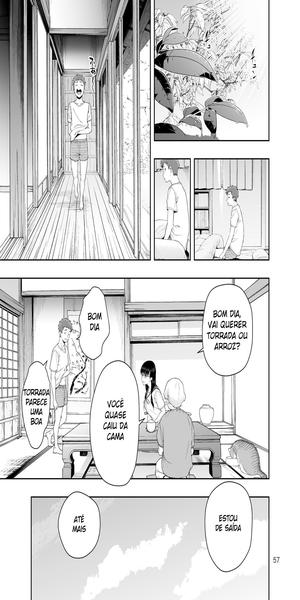 BOM DIA,
VAI QUERER
TORRADA OU
ARROZ?
BOM
DIA
VOCÊ
QUASE
CAIU DA
CAMA
TORRADA
PARECE
UMA
BOA
ESTOU
DE SAÍDA
ATÉ
MAIS
57